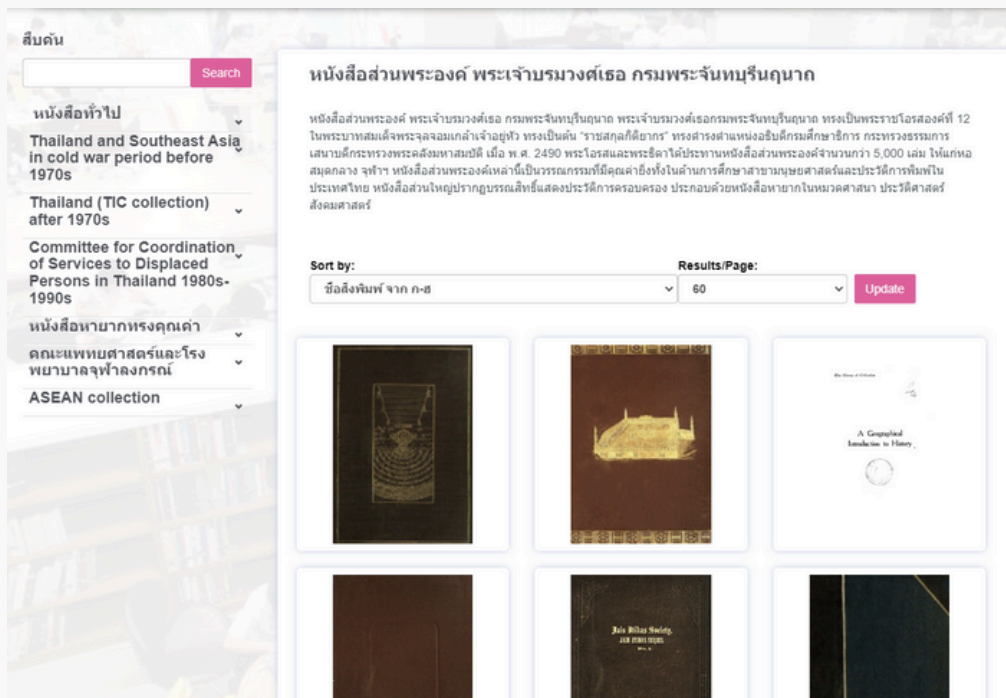 สืบค้น
Search
หนังสือทั่วไป
Thailand and Southeast Asia
in cold war period before
1970s
Thailand (TIC collection)
after 1970s
Committee for Coordination
of Services to Displaced
Persons in Thailand 1980s-
1990s
หนังสือหายากทรงคุณค่า
คณะแพทยศาสตร์และโรง
พยาบาลจุฬาลงกรณ์
ASEAN collection
หนังสือส่วนพระองค์ พระเจ้าบรมวงศ์เธอ กรมพระจันทบุรีนฤนาถ
หนังสือส่วนพระองค์ พระเจ้าบรมวงศ์เธอ กรมพระจันทบุรีนฤนาถ พระเจ้าบรมวงศ์เธอกรมพระจันทบุรีนฤนาถ ทรงเป็นพระราชโอรสองค์ที่ 12
ในพระบาทสมเด็จพระจุลจอมเกล้าเจ้าอยู่หัว ทรงเป็นต้น "ราชสกุลกิติยากร" ทรงดำรงตำแหน่งอธิบดีกรมศึกษาธิการ กระทรวงธรรมการ
เสนาบดีกระทรวงพระคลังมหาสมบัติ เมื่อ พ.ศ. 2490 พระโอรสและพระธิดาได้ประทานหนังสือส่วนพระองค์จำนวนกว่า 5,000 เล่ม ให้แก่หอ
สมุดกลาง จุฬาฯ หนังสือส่วนพระองค์เหล่านี้เป็นวรรณกรรมที่มีคุณค่ายิ่งทั้งในด้านการศึกษาสาขามนุษยศาสตร์และประวัติการพิมพ์ใน
ประเทศไทย หนังสือส่วนใหญ่ปรากฏบรรณสิทธิ์แสดงประวัติการครอบครอง ประกอบด้วยหนังสือหายากในหมวดศาสนา ประวัติศาสตร์
สังคมศาสตร์
Sort by:
Results/Page:
ชื่อสิ่งพิมพ์ จาก ก-ฮ
60
Update
A Geographical
Introduction to History
Jain Itihas Society.